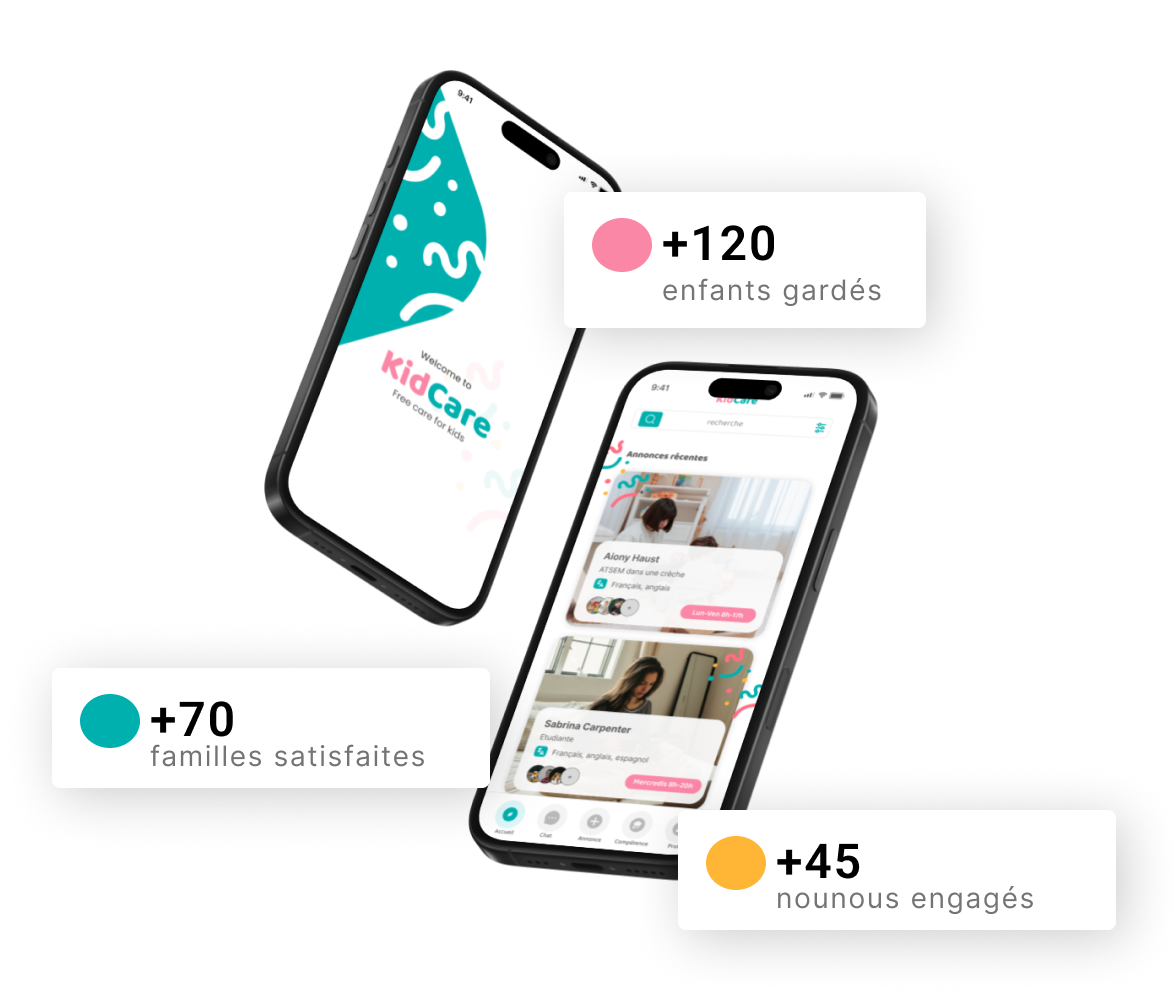 9:41
+120
enfants gardés
Welcome to
KidCare
Free care for kids
9:41
KidCare
recherche
Annonces récentes
Aiony Haust
ATSEM dans une crèche
Français, anglais
Lun-Ven 8h-17h
+70
familles satisfaites
Sabrina Carpenter
Etudiante
Français, anglais, espagnol
Mercredis 8h-20h
Accueil
Chat
Annonce
Compétence
+45
nounous engagés